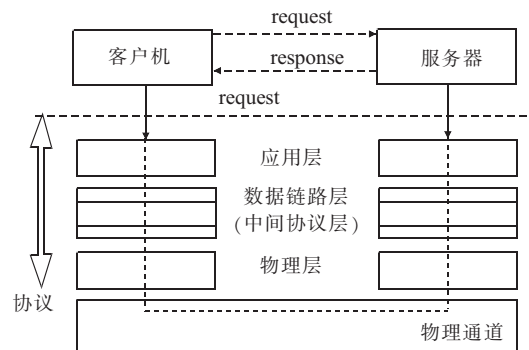 request
客户机
服务器
response
request
应用层
数据链路层
(中间协议层)
物理层
协议
物理通道